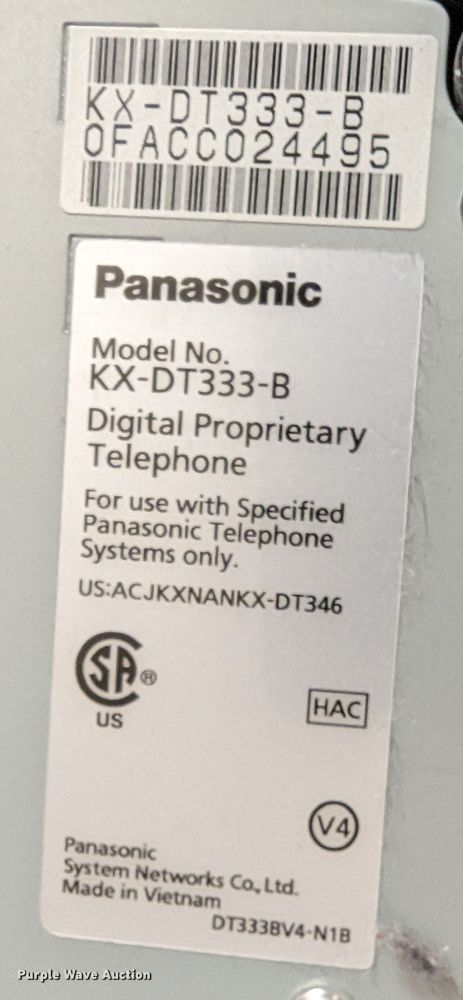 KX-DT333-B
0FACC024495
Panasonic
Model No.
KX-DT333-B
Digital Proprietary
Telephone
For use with Specified
Panasonic Telephone
Systems only.
US:ACJKXNANKX-DT346
SA ®
US
HAC
V4
Panasonic
System Networks Co., Ltd.
Made in Vietnam
DT333BV4-N1B
Purple Wave Auction